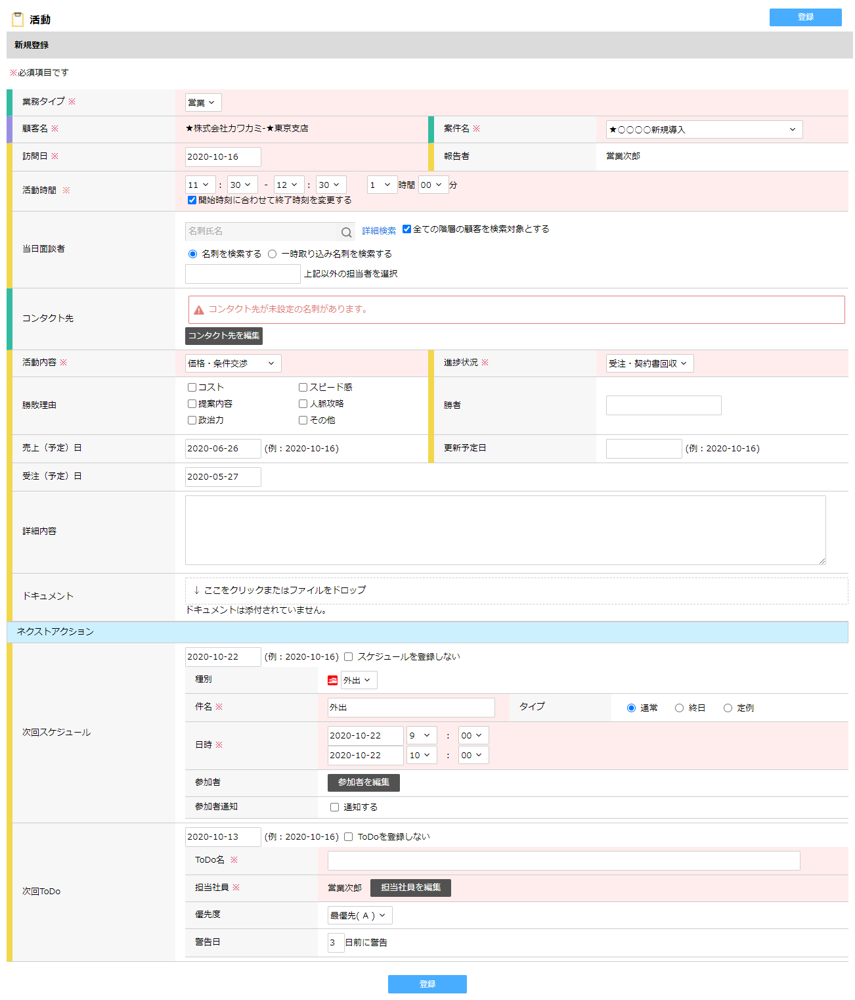 活動
登録
新規登録
※必須項目です
業務タイプ ※ 営業
顧客名 ※ ★株式会社カワカミ-★東京支店 案件名 ※ ★○○○○新規導入
訪問日 ※ 2020-10-16 報告者 営業次郎
活動時間 ※ 11 : 30 - 12 : 30 1 時間 00 分
開始時刻に合わせて終了時刻を変更する
当日面談者
名刺氏名 詳細検索 全ての階層の顧客を検索対象とする
名刺を検索する 一時取り込み名刺を検索する
上記以外の担当者を選択
コンタクト先
コンタクト先が未設定の名刺があります。
コンタクト先を編集
活動内容 ※ 価格・条件交渉 進捗状況 ※ 受注・契約書回収
勝敗理由
コスト スピード感
提案内容 人脈攻略
政治力 その他
勝者
売上（予定）日 2020-06-26 (例：2020-10-16) 更新予定日 (例：2020-10-16)
受注（予定）日 2020-05-27
詳細内容
ドキュメント
↓ ここをクリックまたはファイルをドロップ
ドキュメントは添付されていません。
ネクストアクション
次回スケジュール
2020-10-22 (例：2020-10-16) スケジュールを登録しない
種別 外出
件名 ※ 外出 タイプ 通常 終日 定例
日時 ※
2020-10-22 9 : 00
2020-10-22 10 : 00
参加者 参加者を編集
参加者通知 通知する
次回ToDo
2020-10-13 (例：2020-10-16) ToDoを登録しない
ToDo名 ※
担当社員 ※ 営業次郎 担当社員を編集
優先度 最優先( A )
警告日 3 日前に警告
登録